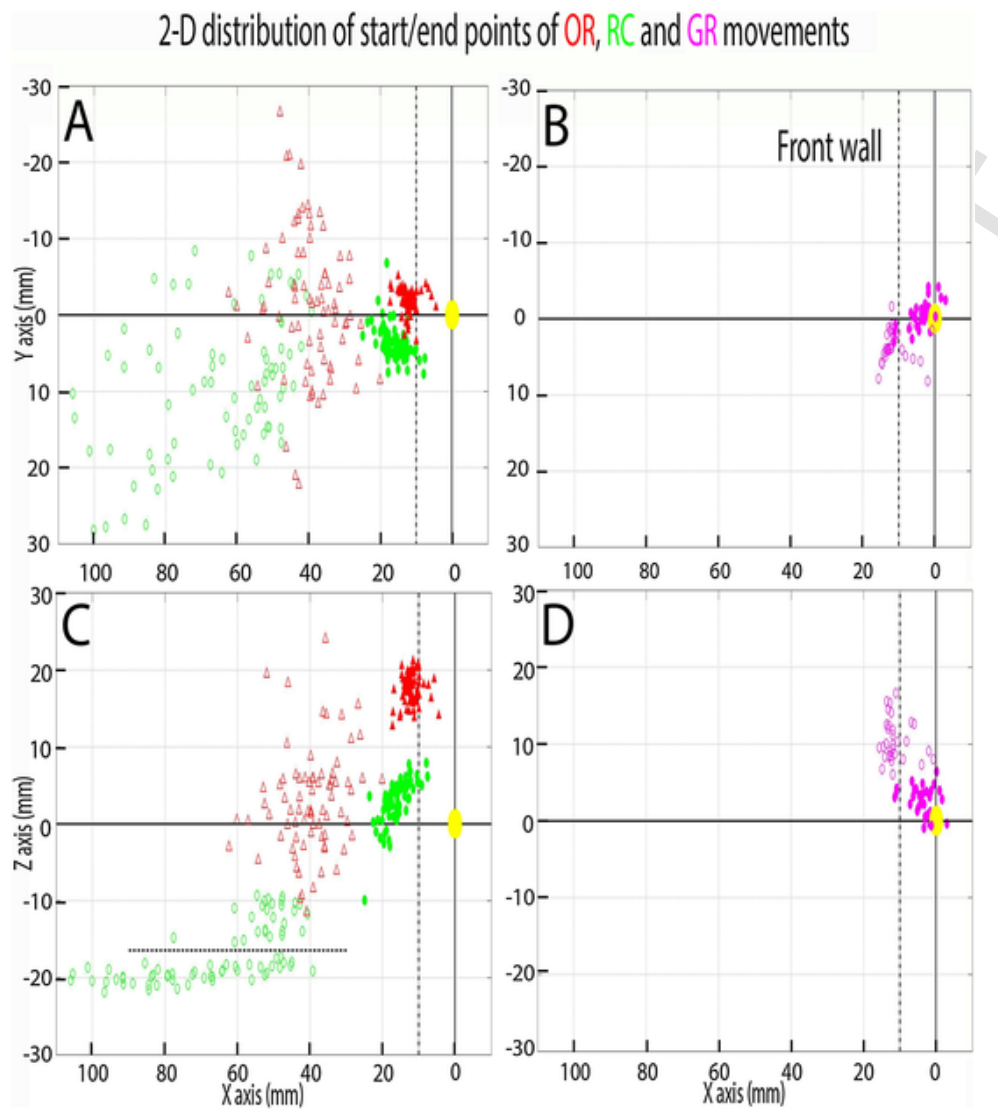 2-D distribution of start/end points of OR, RC and GR movements
A
-30
-20
-10
0
10
20
30
Y axis (mm)
100 80 60 40 20 0
B
Front wall
-30
-20
-10
0
10
20
30
100 80 60 40 20 0
C
30
20
10
0
-10
-20
-30
Z axis (mm)
100 80 60 40 20 0
X axis (mm)
D
30
20
10
0
-10
-20
-30
100 80 60 40 20 0
X axis (mm)